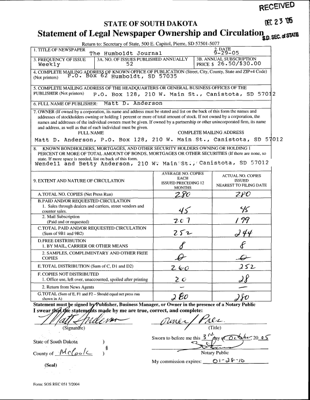 RECEIVED
DEC 23 '05
S.D. SEC. of STATE
STATE OF SOUTH DAKOTA
Statement of Legal Newspaper Ownership and Circulation
Return to: Secretary of State, 500 E. Capitol, Pierre, SD 57501-5077
1. TITLE OF NEWSPAPER
The Humboldt Journal
2. DATE
9-29-05
3. FREQUENCY OF ISSUE
Weekly
3A. NO. OF ISSUES PUBLISHED ANNUALLY
52
3B. ANNUAL SUBSCRIPTION
PRICE $ 26.50/$30.00
4. COMPLETE MAILING ADDRESS OF KNOWN OFFICE OF PUBLICATION (Street, City, County, State and ZIP+4 Code)
(Not printers) P.O. Box 62 Humboldt, SD 57035
5. COMPLETE MAILING ADDRESS OF THE HEADQUARTERS OR GENERAL BUSINESS OFFICES OF THE
PUBLISHER (Not printers) P.O. Box 128, 210 W. Main St., Canistota, SD 57012
6. FULL NAME OF PUBLISHER Matt D. Anderson
7. OWNER (If owned by a corporation, its name and address must be stated and list on the back of this form the names and
addresses of stockholders owning or holding 1 percent or more of total amount of stock. If not owned by a corporation, the
names and addresses of the individual owners must be given. If owned by a partnership or other unincorporated firm, its name
and address, as well as that of each individual must be given.
FULL NAME
COMPLETE MAILING ADDRESS
Matt D. Anderson, P.O. Box 128, 210 W. Main St., Canistota, SD 57012
8. KNOWN BONDHOLDERS, MORTGAGES, AND OTHER SECURITY HOLDERS OWNING OR HOLDING 1
PERCENT OR MORE OF TOTAL AMOUNT OF BONDS, MORTGAGES OR OTHER SECURITIES (If there are none, so
state. If more space is needed, list on back of this form.
Wendell and Betty Anderson, 210 W. Main St., Canistota, SD 57012
9. EXTENT AND NATURE OF CIRCULATION
AVERAGE NO. COPIES
EACH
ISSUED PRECEDING 12
MONTHS
ACTUAL NO. COPIES
ISSUED
NEAREST TO FILING DATE
A. TOTAL NO. COPIES (Net Press Run)
280
280
B. PAID AND/OR REQUESTED CIRCULATION
1. Sales through dealers and carriers, street vendors and
counter sales.
45
45
2. Mail Subscription
(Paid and/or requested)
207
199
C. TOTAL PAID AND/OR REQUESTED CIRCULATION
(Sum of 9B1 and 9B2)
252
244
D. FREE DISTRIBUTION
1. BY MAIL, CARRIER OR OTHER MEANS
8
8
2. SAMPLES, COMPLIMENTARY AND OTHER FREE
COPIES
E. TOTAL DISTRIBUTION (Sum of C, D1 and D2)
260
252
F. COPIES NOT DISTRIBUTED
1. Office use, left over, unaccounted, spoiled after printing
20
28
2. Return from News Agents
G. TOTAL (Sum of E, F1 and F2 - Should equal net press run
shown in A)
280
280
Statement must be signed by Publisher, Business Manager, or Owner in the presence of a Notary Public
I swear that the statements made by me are true, correct, and complete:
Matt Anderson
(Signature)
owner / Pres
(Title)
State of South Dakota )
)
County of McCook )
(Seal)
Sworn to before me this 3rd day of October 2005
Notary Public
My commission expires: 01-28-10
Form: SOS REC 051 7/2004